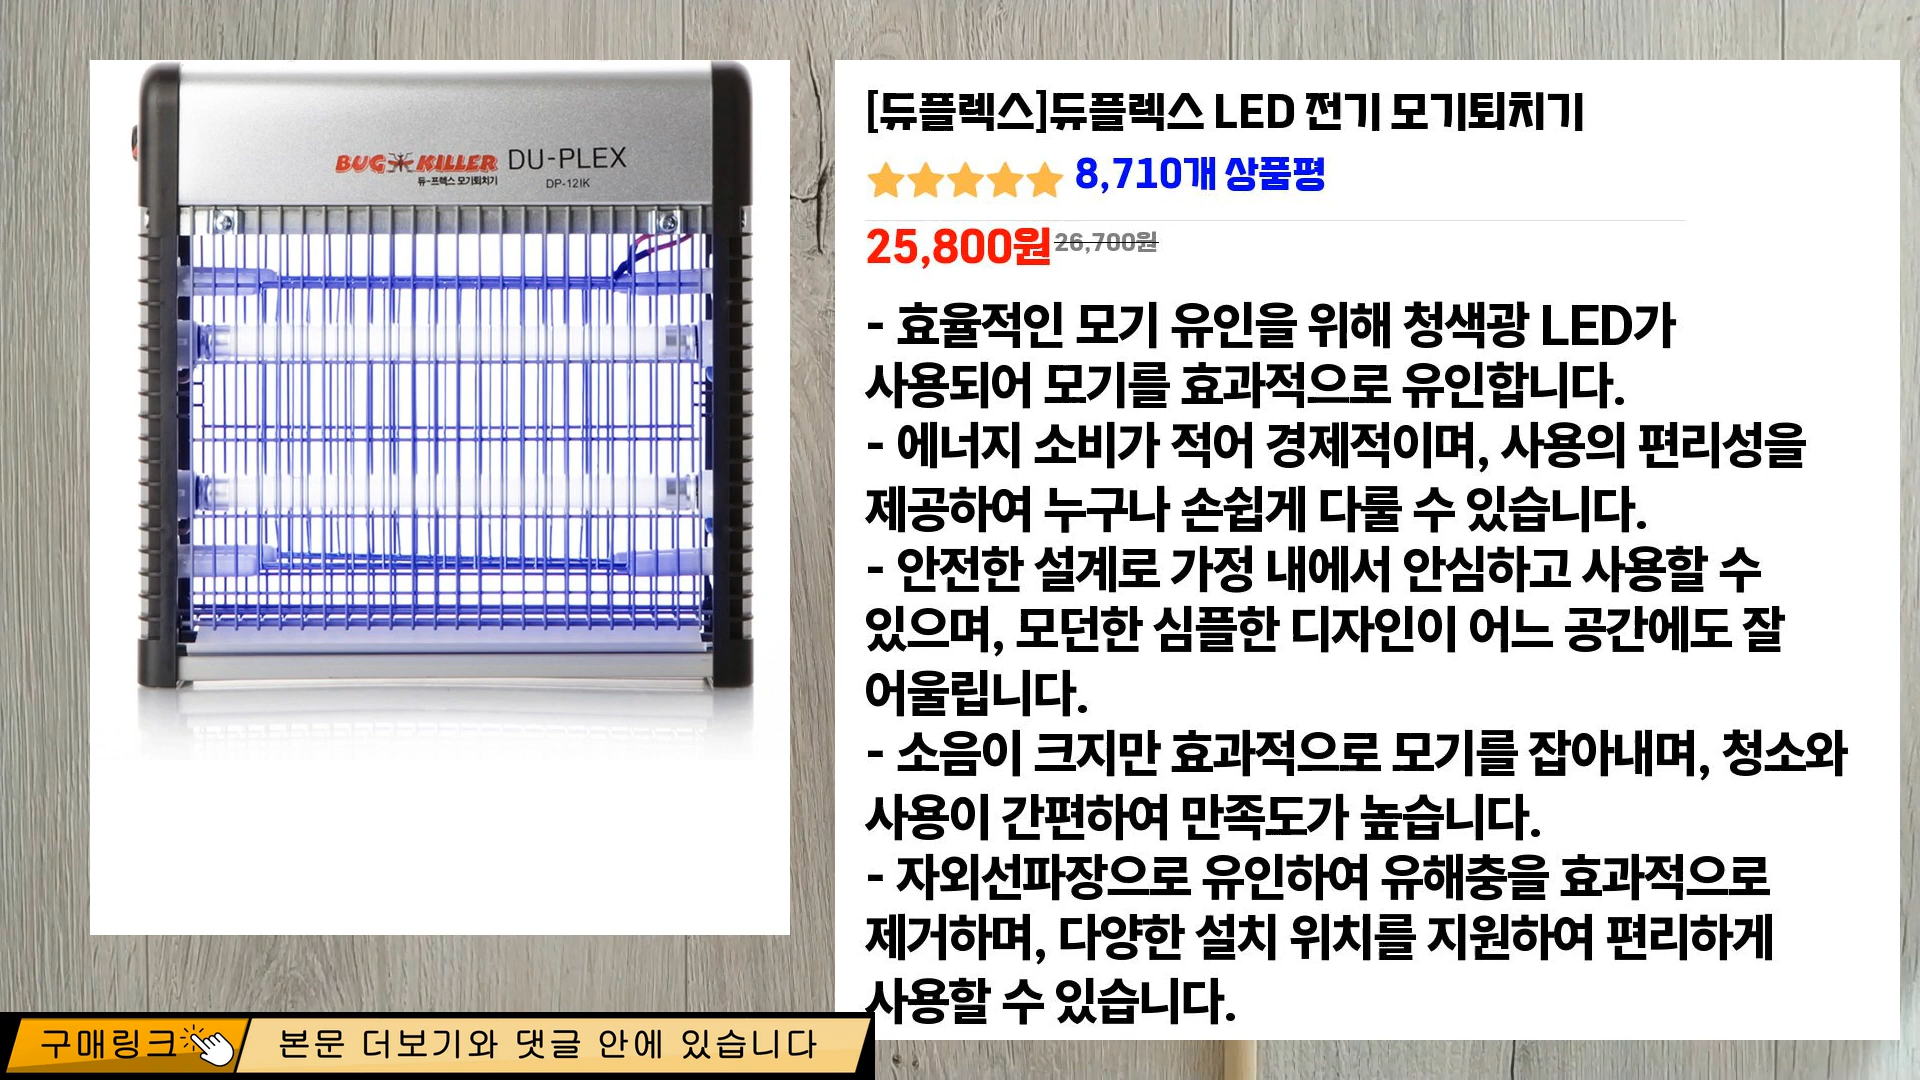 BUG KILLER DU-PLEX
듀-프렉스 모기퇴치기
DP-12IK
[듀플렉스]듀플렉스 LED 전기 모기퇴치기
8,710개 상품평
25,800원 26,700원
- 효율적인 모기 유인을 위해 청색광 LED가
사용되어 모기를 효과적으로 유인합니다.
- 에너지 소비가 적어 경제적이며, 사용의 편리성을
제공하여 누구나 손쉽게 다룰 수 있습니다.
- 안전한 설계로 가정 내에서 안심하고 사용할 수
있으며, 모던한 심플한 디자인이 어느 공간에도 잘
어울립니다.
- 소음이 크지만 효과적으로 모기를 잡아내며, 청소와
사용이 간편하여 만족도가 높습니다.
- 자외선파장으로 유인하여 유해충을 효과적으로
제거하며, 다양한 설치 위치를 지원하여 편리하게
사용할 수 있습니다.
구매링크 본문 더보기와 댓글 안에 있습니다